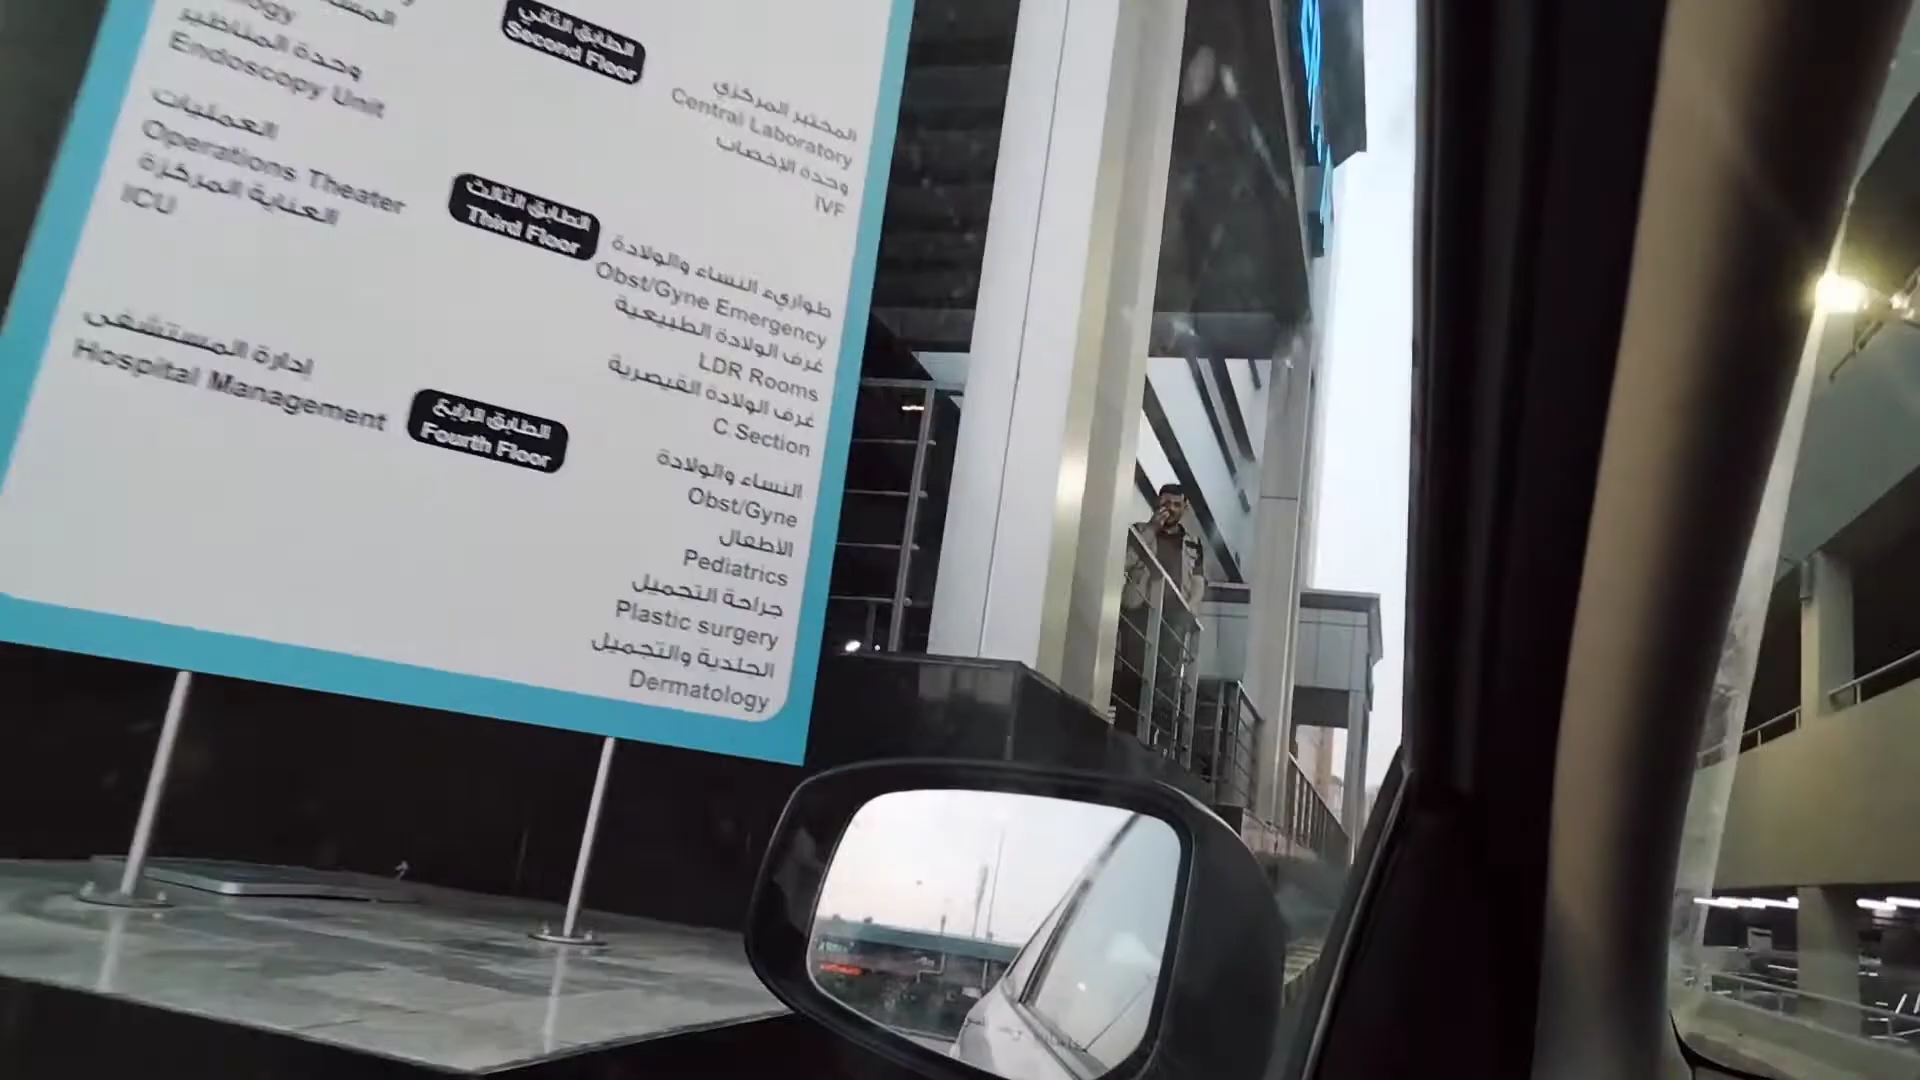 وحدة المناظير
Endoscopy Unit
الطابق الثاني
Second Floor
المختبر المركزي
Central Laboratory
وحدة الإخصاب
IVF
العمليات
Operations Theater
العناية المركزة
ICU
الطابق الثالث
Third Floor
طواريء النساء والولادة
Obst/Gyne Emergency
غرف الولادة الطبيعية
LDR Rooms
غرف الولادة القيصرية
C.Section
ادارة المستشفى
Hospital Management
الطابق الرابع
Fourth Floor
النساء والولادة
Obst/Gyne
الاطفال
Pediatrics
جراحة التجميل
Plastic surgery
الجلدية والتجميل
Dermatology